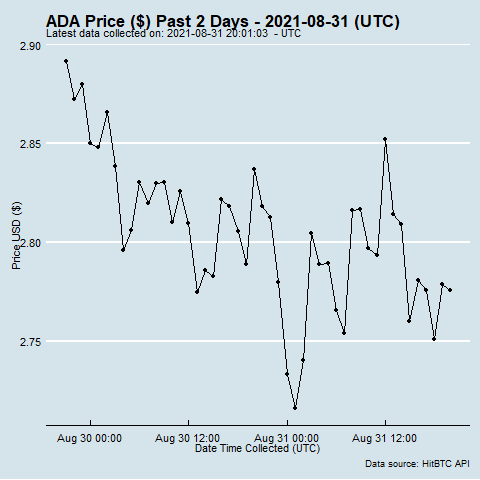 ADA Price ($) Past 2 Days - 2021-08-31 (UTC)
Latest data collected on: 2021-08-31 20:01:03  - UTC
2.90
2.85
2.80
2.75
Price USD ($)
Aug 30 00:00 Aug 30 12:00 Aug 31 00:00 Aug 31 12:00
Date Time Collected (UTC)
Data source: HitBTC API